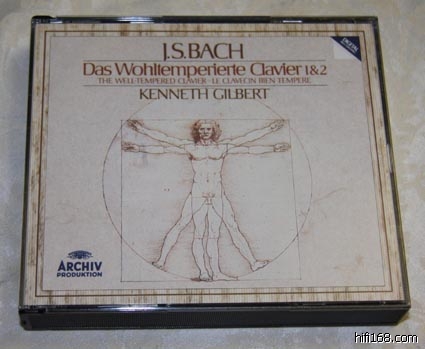 J.S. BACH
Das Wohltemperierte Clavier 1&2
THE WELL-TEMPERED CLAVIER · LE CLAVECIN BIEN TEMPERE
KENNETH GILBERT
ARCHIV
PRODUKTION
hifi168.com